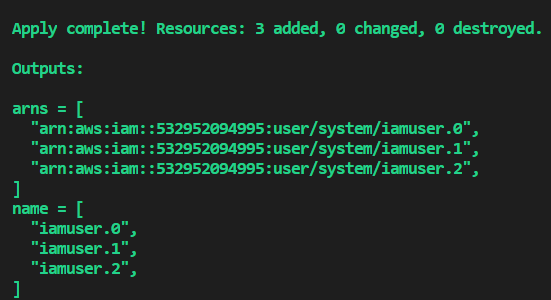 Apply complete! Resources: 3 added, 0 changed, 0 destroyed.
Outputs:
arns = [
  "arn:aws:iam::532952094995:user/system/iamuser.0",
  "arn:aws:iam::532952094995:user/system/iamuser.1",
  "arn:aws:iam::532952094995:user/system/iamuser.2",
]
name = [
  "iamuser.0",
  "iamuser.1",
  "iamuser.2",
]